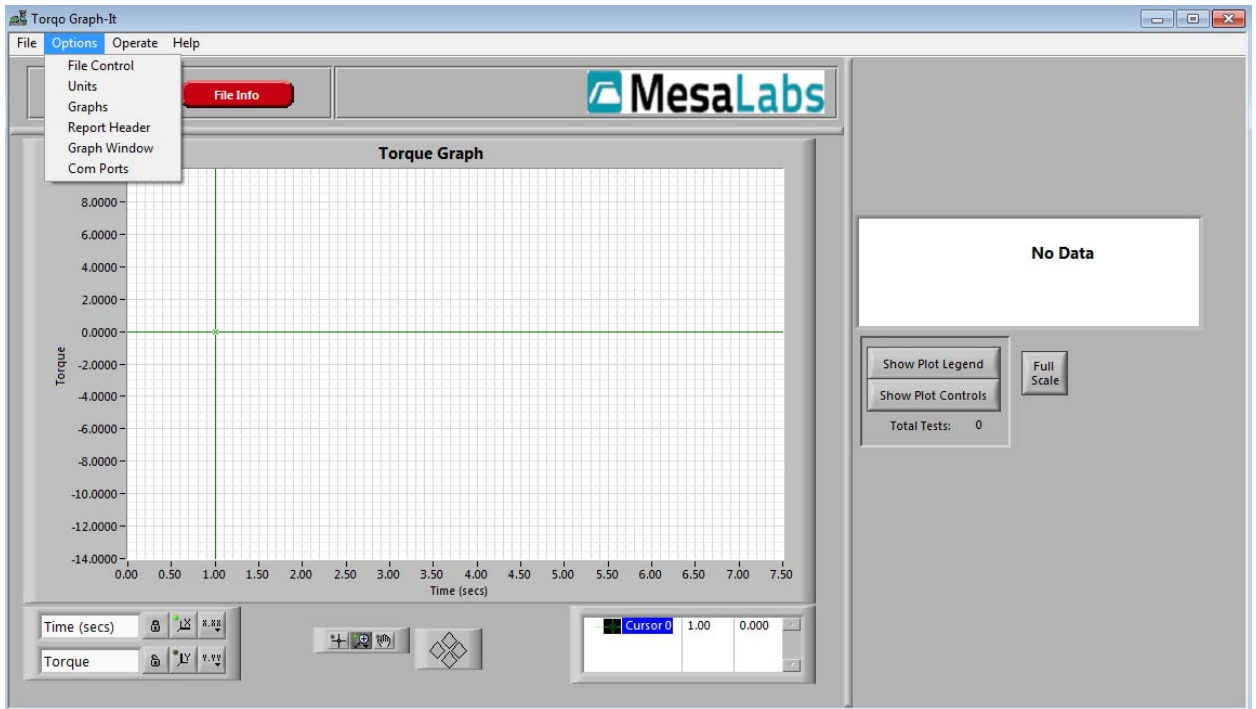 Torqo Graph-It
File Options Operate Help
File Control
Units
Graphs
Report Header
Graph Window
Com Ports
File Info
MesaLabs
Torque Graph
8.0000
6.0000
4.0000
2.0000
0.0000
-2.0000
-4.0000
-6.0000
-8.0000
-10.0000
-12.0000
-14.0000
Torque
0.00 0.50 1.00 1.50 2.00 2.50 3.00 3.50 4.00 4.50 5.00 5.50 6.00 6.50 7.00 7.50
Time (secs)
No Data
Show Plot Legend
Show Plot Controls
Total Tests: 0
Full
Scale
Time (secs)
X.XX
Torque
Y.YY
Cursor 0 1.00 0.000